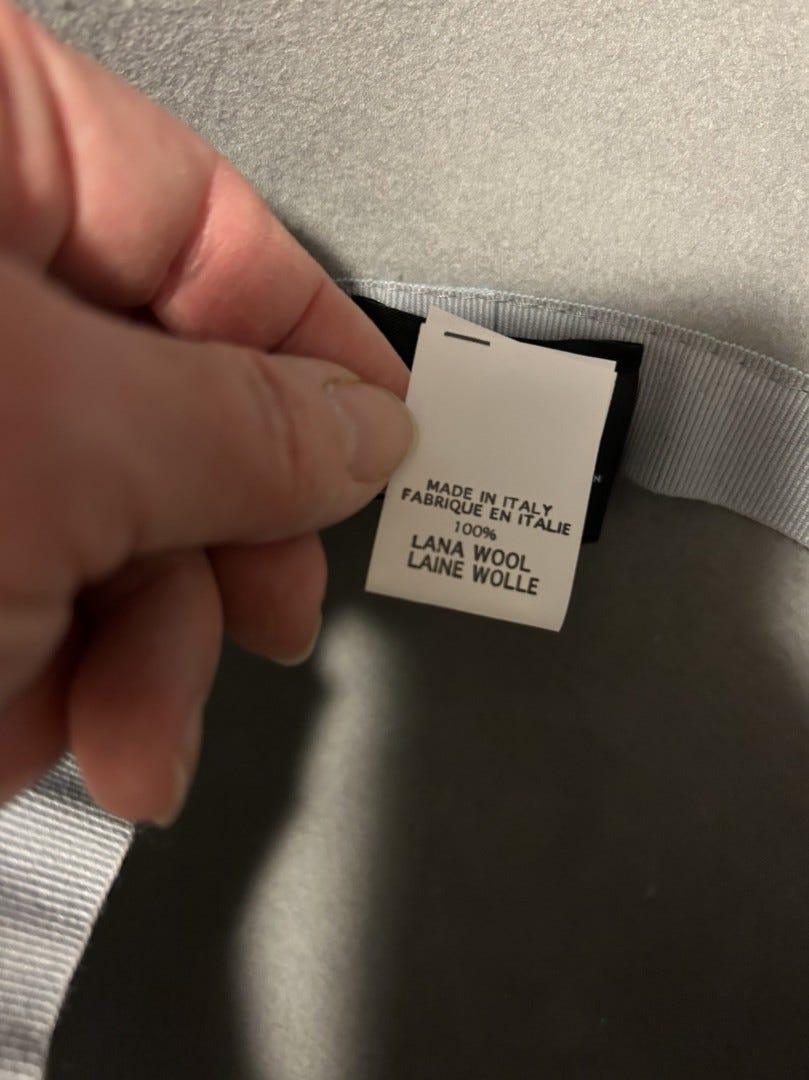 MADE IN ITALY
FABRIQUE EN ITALIE
100%
LANA WOOL
LAINE WOLLE